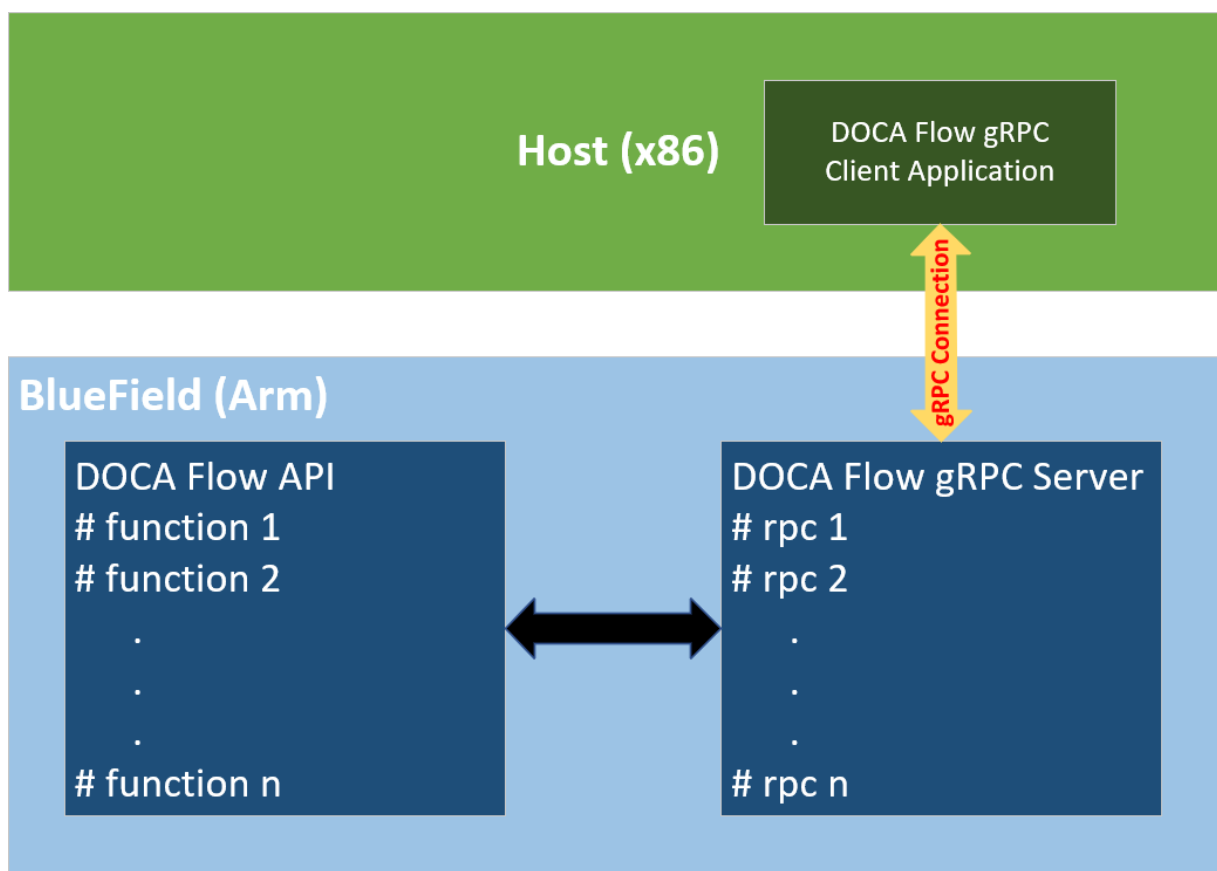 Host (x86)
DOCA Flow gRPC
Client Application
gRPC Connection
BlueField (Arm)
DOCA Flow API
# function 1
# function 2
.
.
.
# function n
DOCA Flow gRPC Server
# rpc 1
# rpc 2
.
.
.
# rpc n